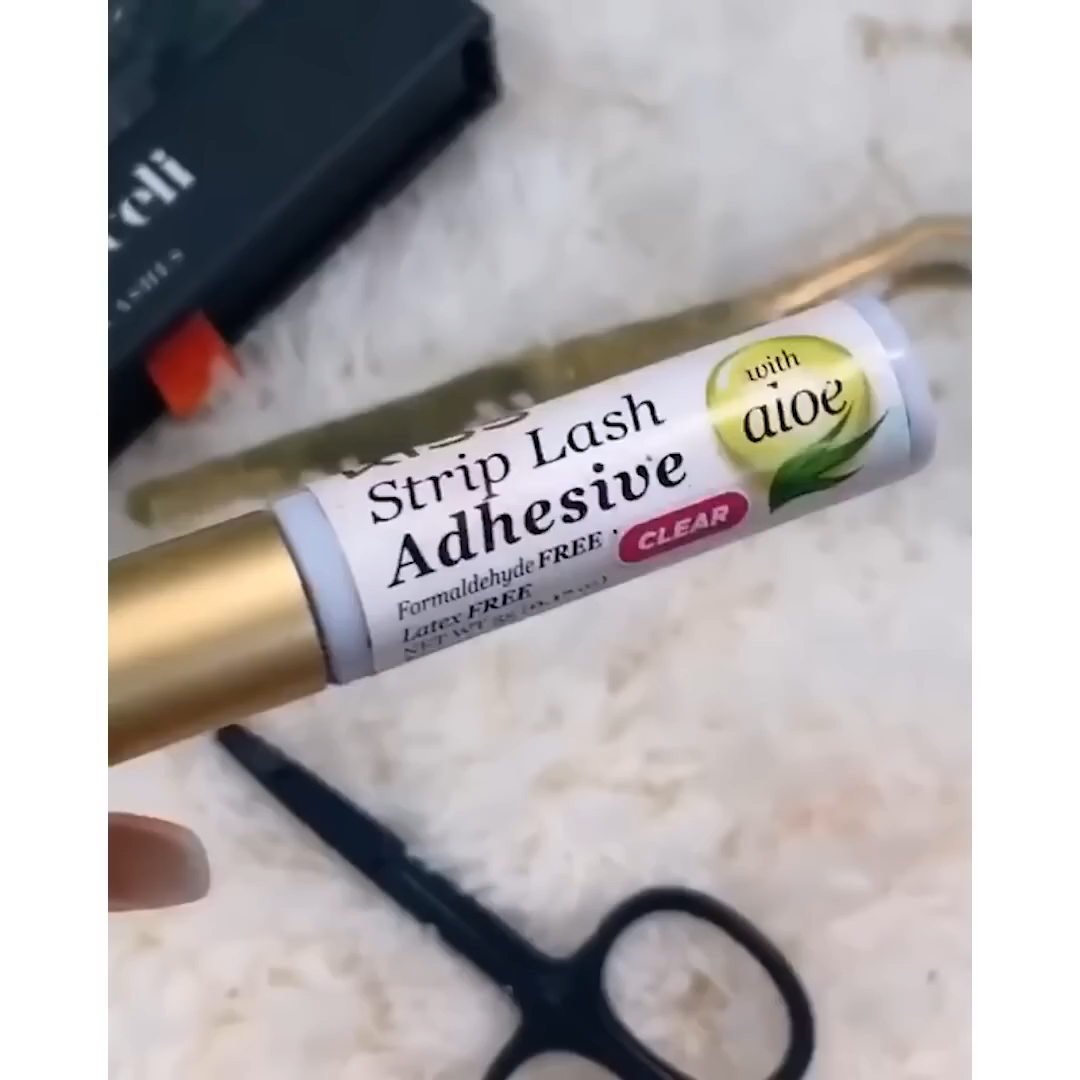 Strip Lash
Adhesive
Formaldehyde FREE ·
Latex FREE
CLEAR
with
aloe